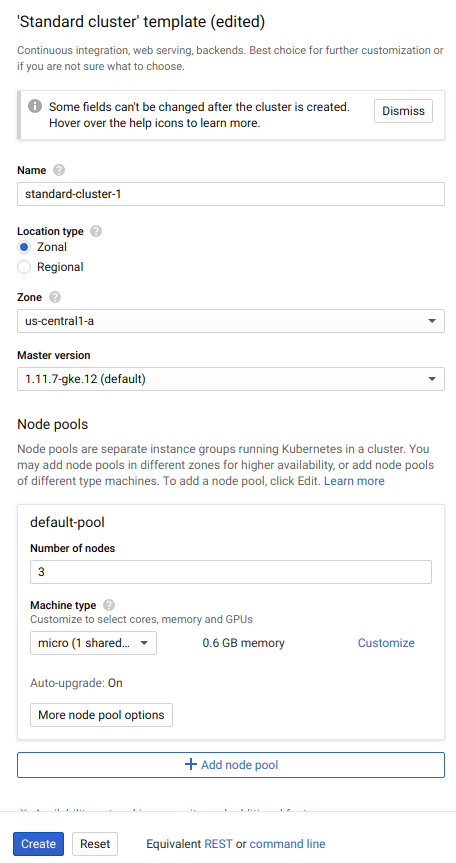 'Standard cluster' template (edited)
Continuous integration, web serving, backends. Best choice for further customization or
if you are not sure what to choose.
Some fields can't be changed after the cluster is created.
Hover over the help icons to learn more.
Dismiss
Name
standard-cluster-1
Location type
Zonal
Regional
Zone
us-central1-a
Master version
1.11.7-gke.12 (default)
Node pools
Node pools are separate instance groups running Kubernetes in a cluster. You
may add node pools in different zones for higher availability, or add node pools
of different type machines. To add a node pool, click Edit. Learn more
default-pool
Number of nodes
3
Machine type
Customize to select cores, memory and GPUs
micro (1 shared... 0.6 GB memory Customize
Auto-upgrade: On
More node pool options
Add node pool
Create Reset Equivalent REST or command line